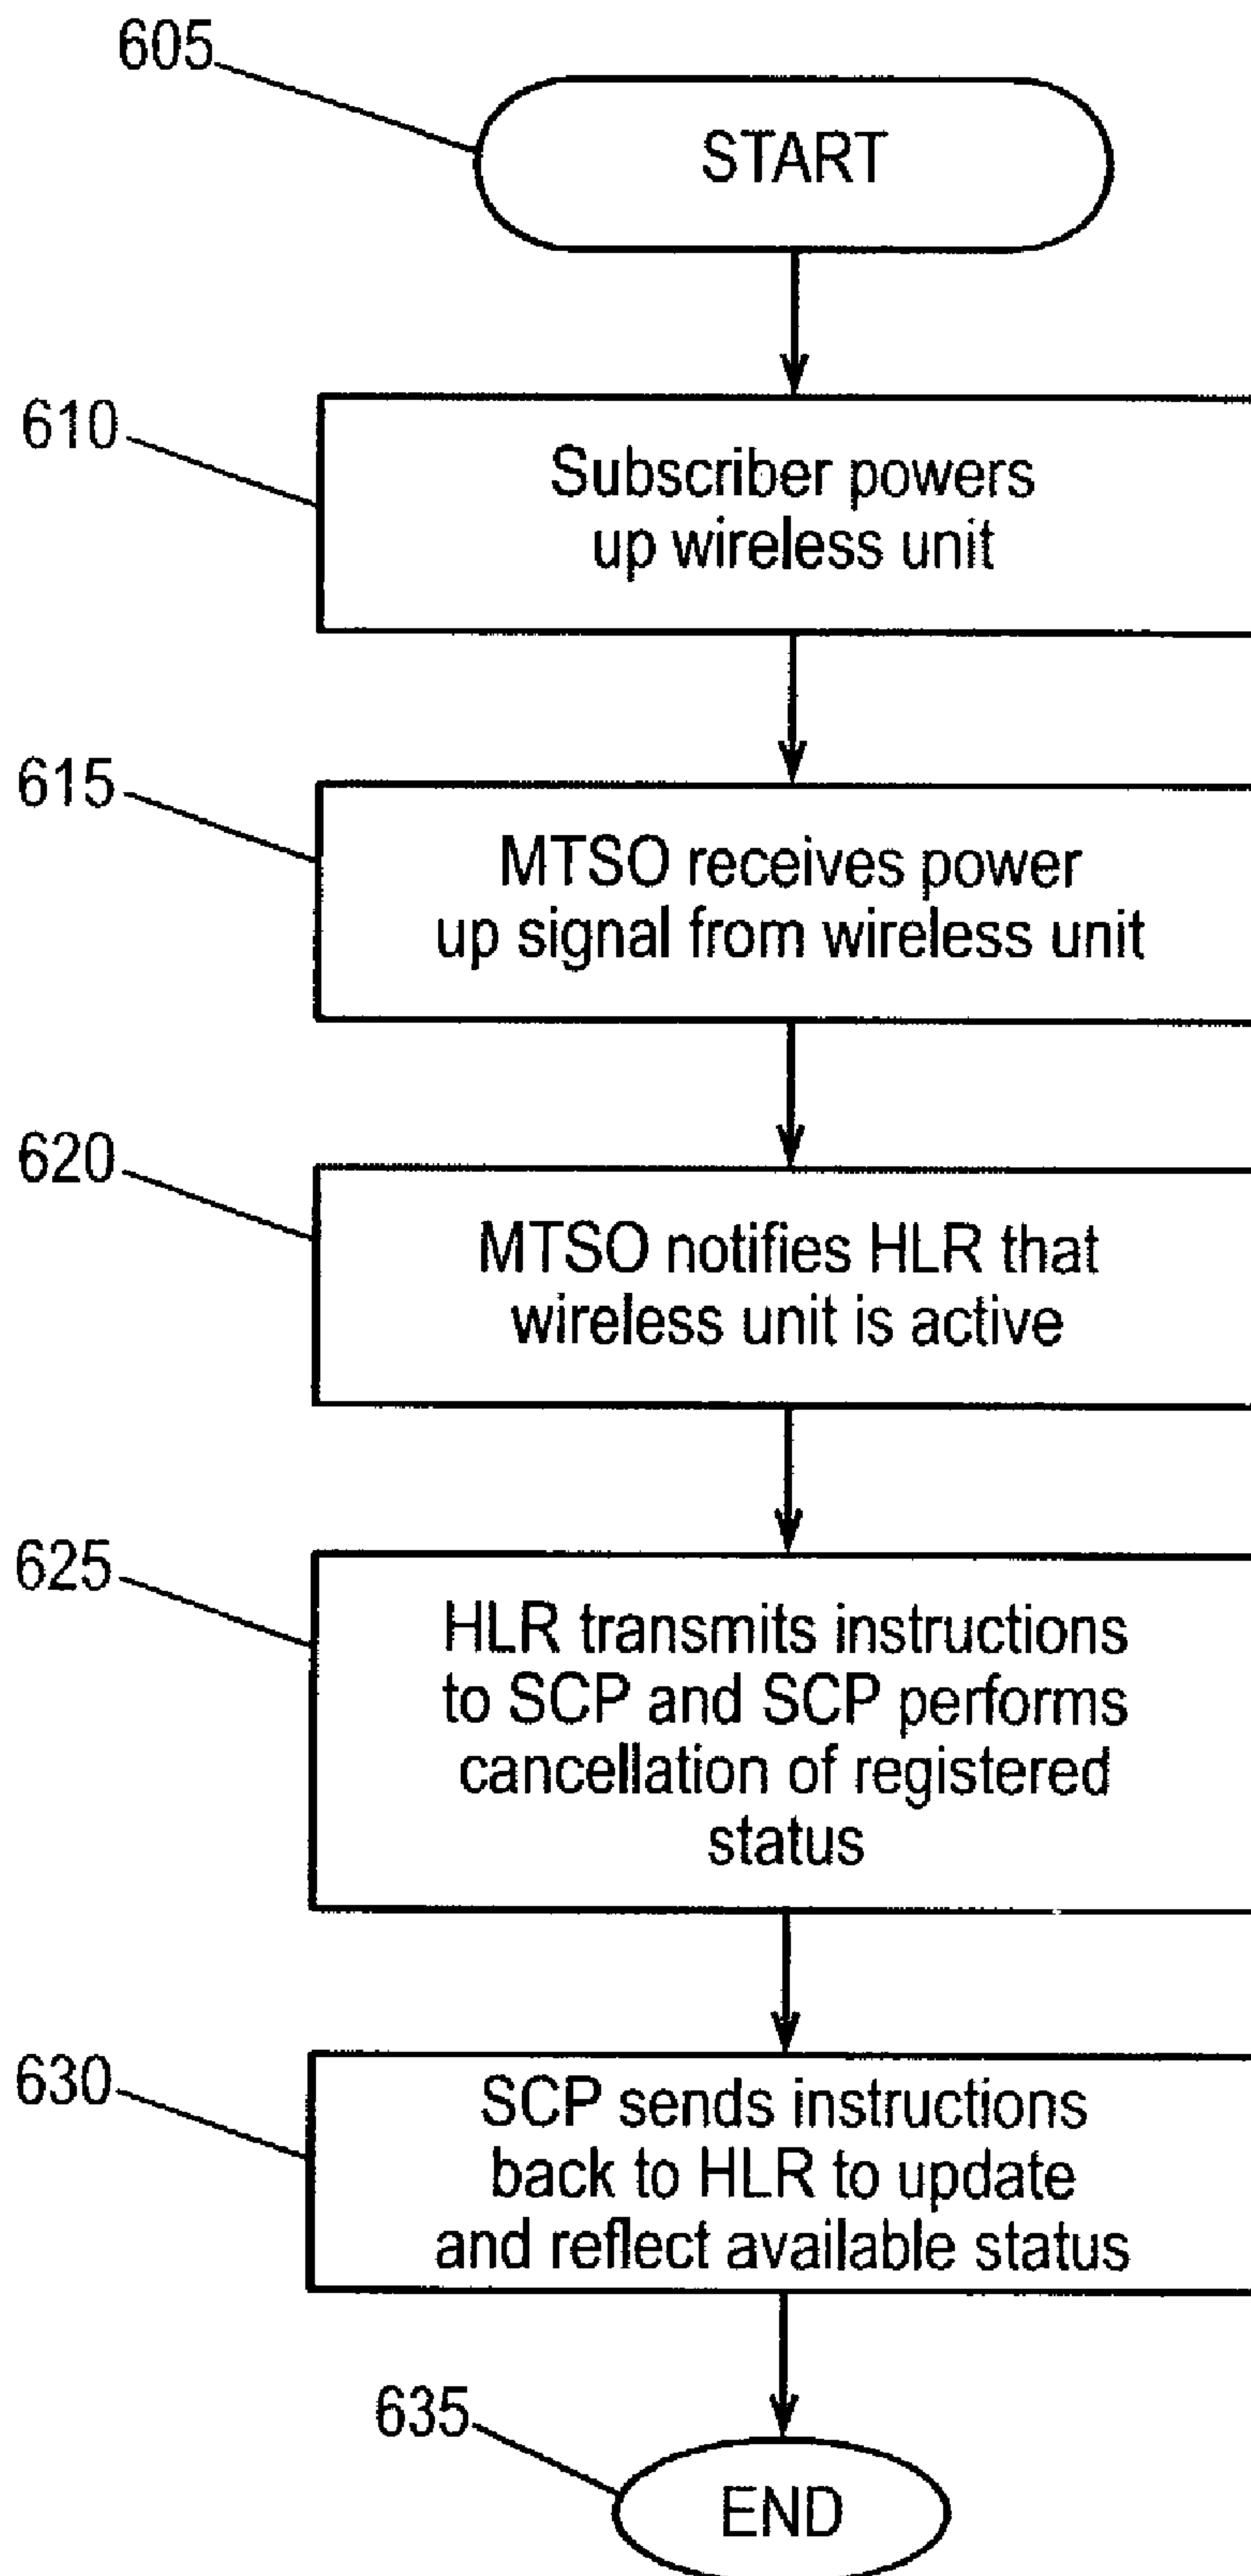 605
START
610
Subscriber powers
up wireless unit
615
MTSO receives power
up signal from wireless unit
620
MTSO notifies HLR that
wireless unit is active
625
HLR transmits instructions
to SCP and SCP performs
cancellation of registered
status
630
SCP sends instructions
back to HLR to update
and reflect available status
635
END